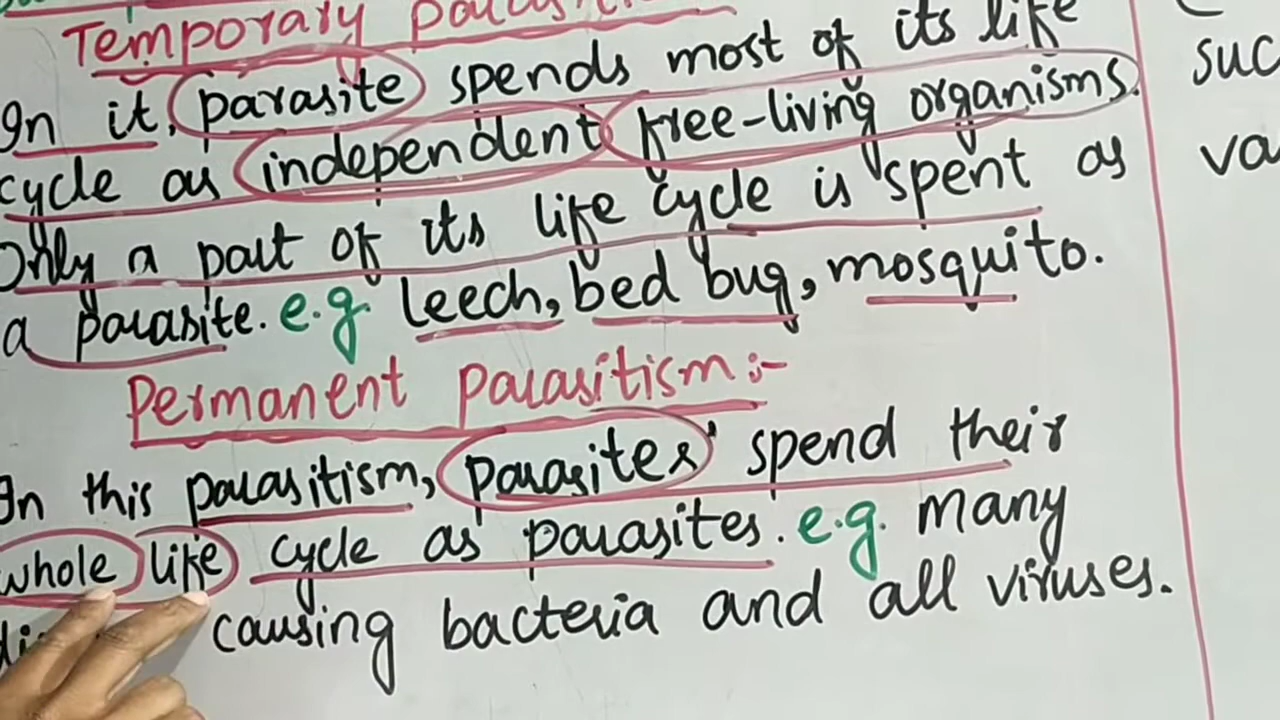 Temporary parasitism
In it, parasite spends most of its life
cycle as independent free-living organisms.
Only a part of its life cycle is spent as
a parasite. e.g. leech, bed bug, mosquito.
Permanent Parasitism:-
In this parasitism, parasites spend their
whole life cycle as parasites. e.g. many
causing bacteria and all viruses.